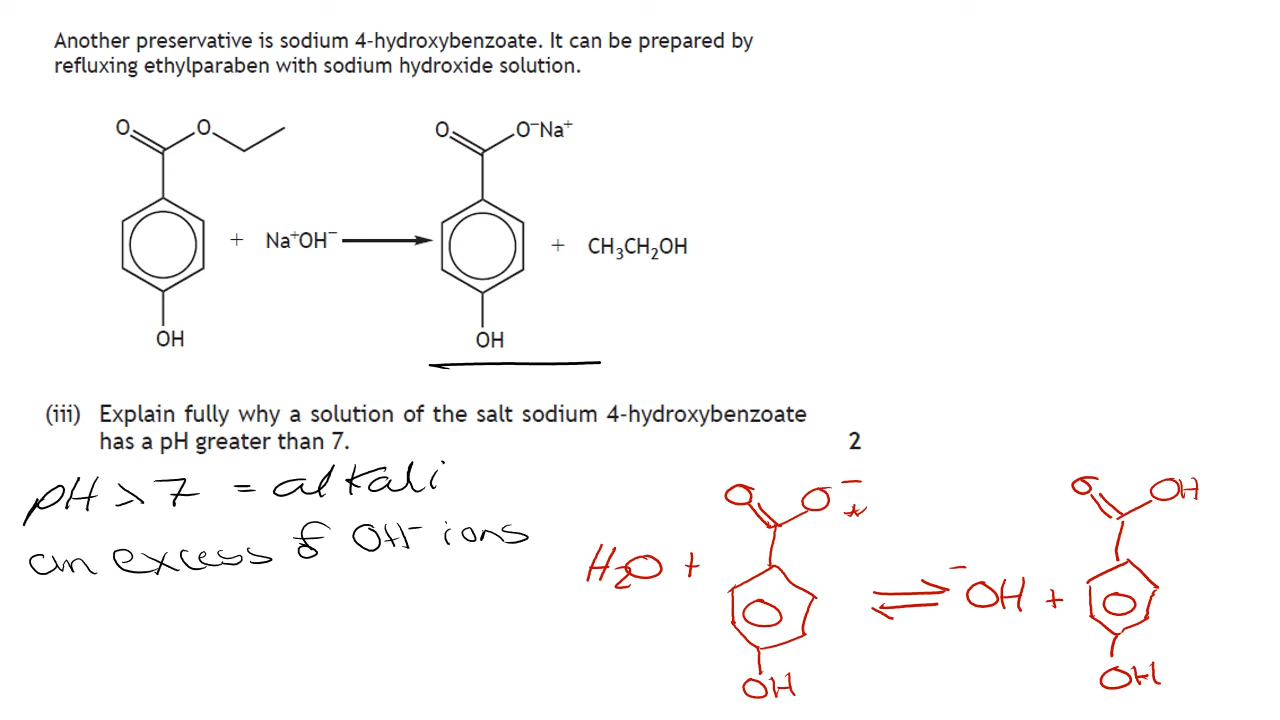 Another preservative is sodium 4-hydroxybenzoate. It can be prepared by
refluxing ethylparaben with sodium hydroxide solution.
O O O O⁻Na⁺
+ Na⁺OH⁻ + CH₃CH₂OH
OH OH
(iii) Explain fully why a solution of the salt sodium 4-hydroxybenzoate
has a pH greater than 7. 2
pH > 7 = alkali
an excess of OH⁻ ions
O O⁻ O OH
H₂O + ⇌ ⁻OH +
OH OH